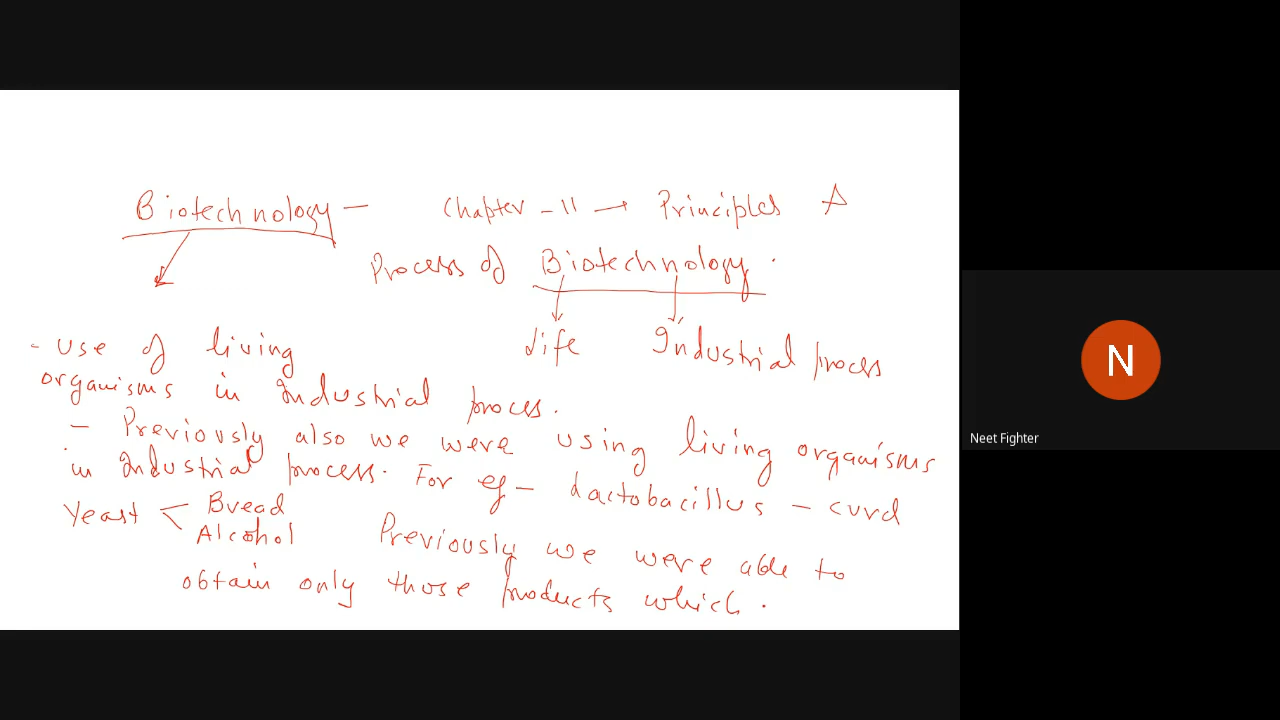 Biotechnology - Chapter - 11 → Principles &
Process of Biotechnology.
Life Industrial process
- use of living
organisms in Industrial proces.
- Previously also we were using living organisms
in Industrial process. For eg - Lactobacillus - curd
Yeast < Bread
Alcohol Previously we were able to
obtain only those products which.
N
Neet Fighter